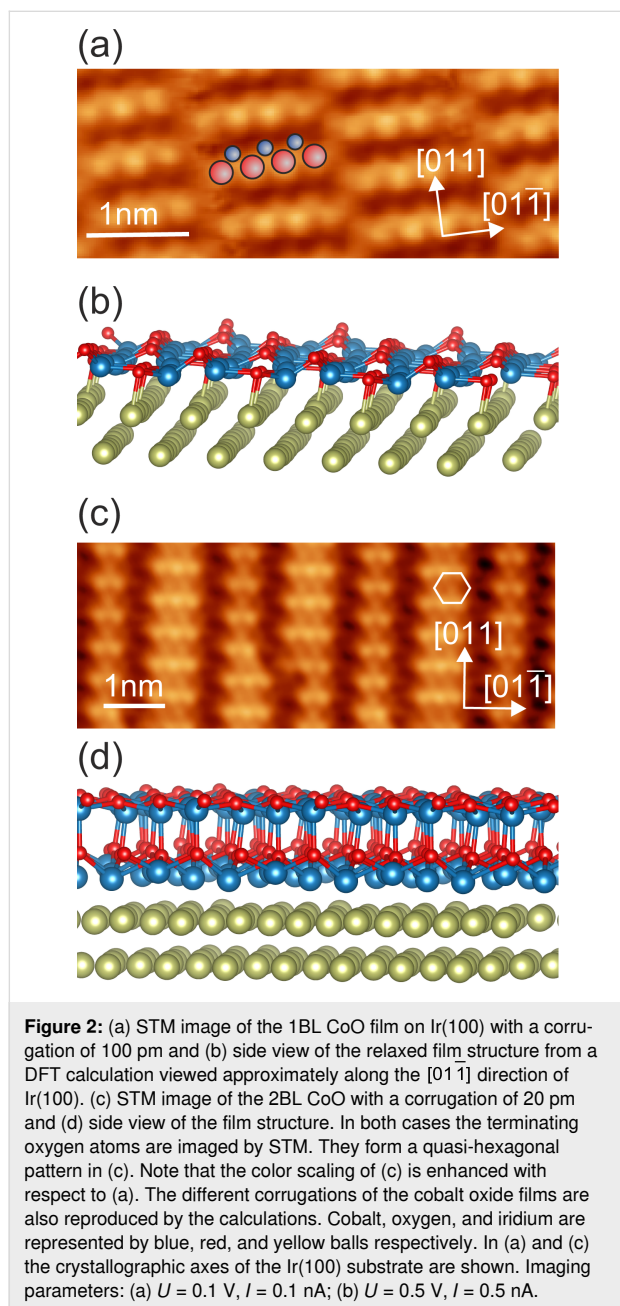 (a)
[011]
[011̅]
1nm
(b)
(c)
[011]
1nm
[011̅]
(d)
Figure 2: (a) STM image of the 1BL CoO film on Ir(100) with a corru-
gation of 100 pm and (b) side view of the relaxed film structure from a
DFT calculation viewed approximately along the [011̅] direction of
Ir(100). (c) STM image of the 2BL CoO with a corrugation of 20 pm
and (d) side view of the film structure. In both cases the terminating
oxygen atoms are imaged by STM. They form a quasi-hexagonal
pattern in (c). Note that the color scaling of (c) is enhanced with
respect to (a). The different corrugations of the cobalt oxide films are
also reproduced by the calculations. Cobalt, oxygen, and iridium are
represented by blue, red, and yellow balls respectively. In (a) and (c)
the crystallographic axes of the Ir(100) substrate are shown. Imaging
parameters: (a) U = 0.1 V, I = 0.1 nA; (b) U = 0.5 V, I = 0.5 nA.